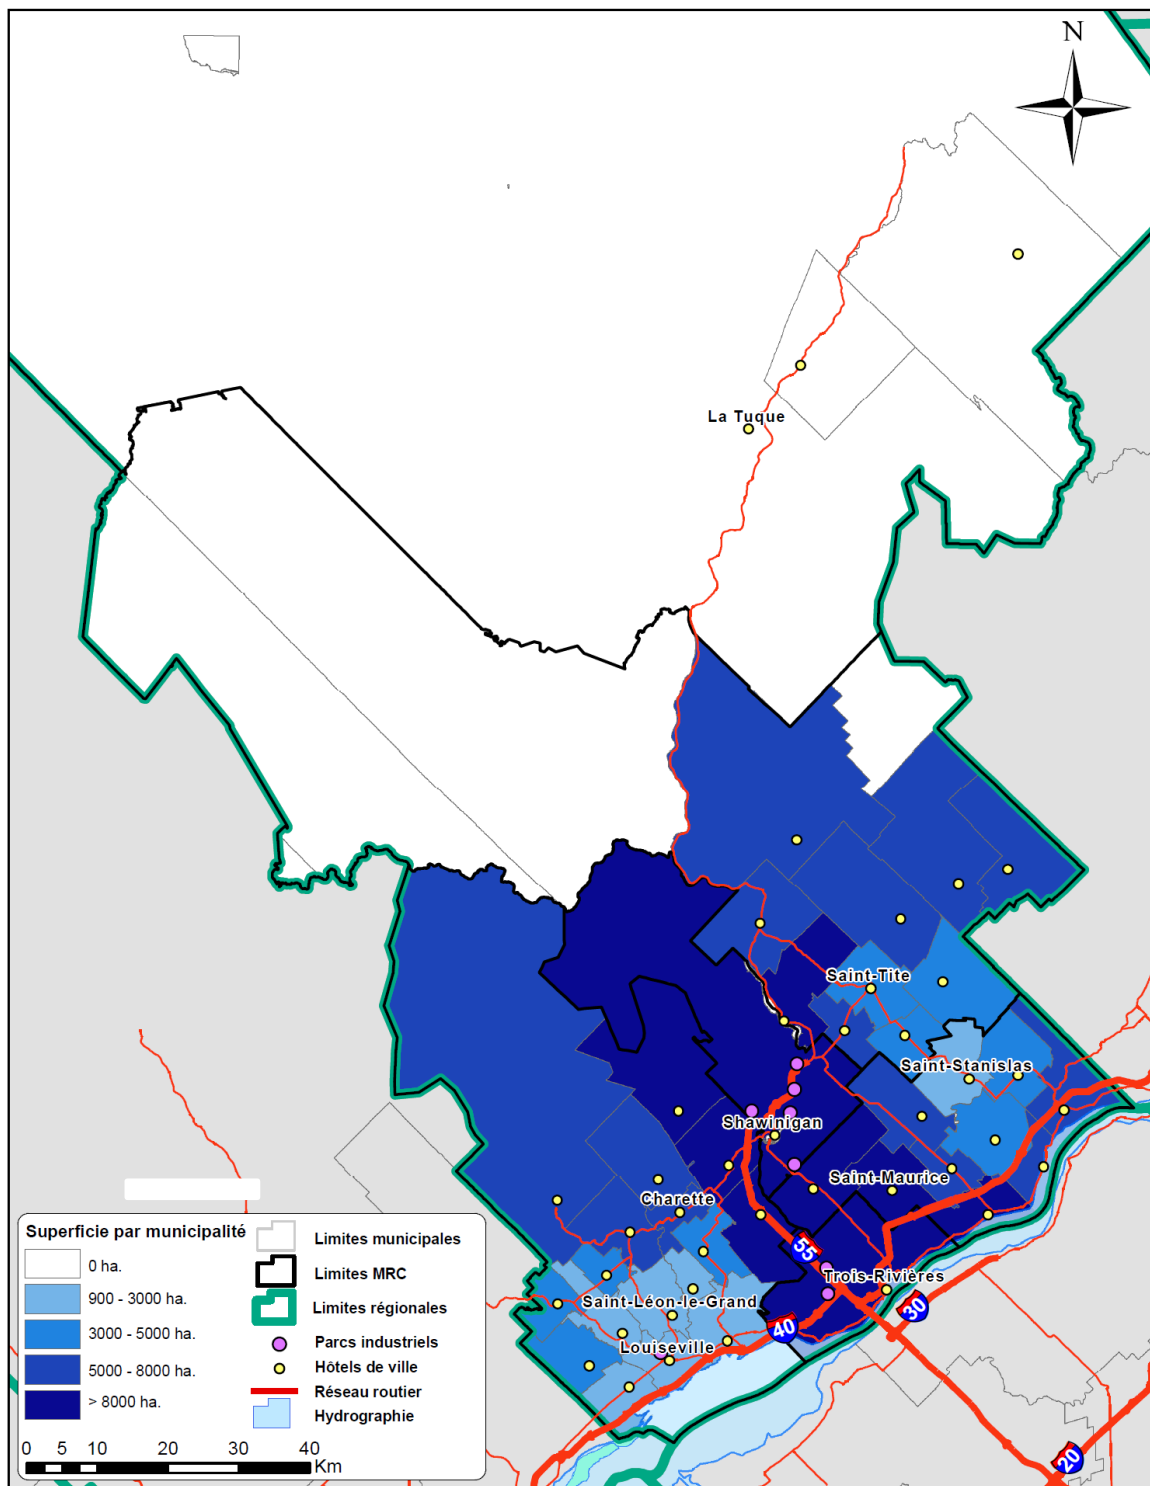 N
La Tuque
Saint-Tite
Saint-Stanislas
Shawinigan
Saint-Maurice
Charette
55
Trois-Rivières
Saint-Léon-le-Grand
30
40
Louiseville
20
Superficie par municipalité
0 ha.
900 - 3000 ha.
3000 - 5000 ha.
5000 - 8000 ha.
> 8000 ha.
Limites municipales
Limites MRC
Limites régionales
Parcs industriels
Hôtels de ville
Réseau routier
Hydrographie
0 5 10 20 30 40
Km